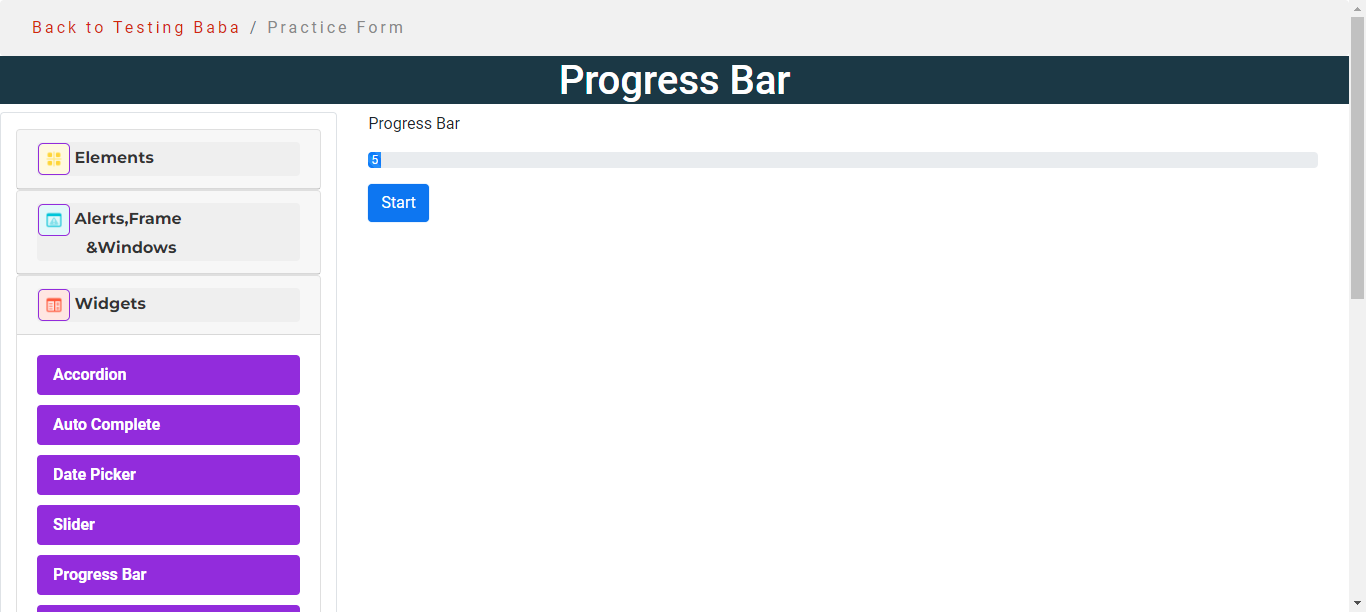 Back to Testing Baba / Practice Form
Progress Bar
Elements
Alerts,Frame
&Windows
Widgets
Accordion
Auto Complete
Date Picker
Slider
Progress Bar
Progress Bar
5
Start